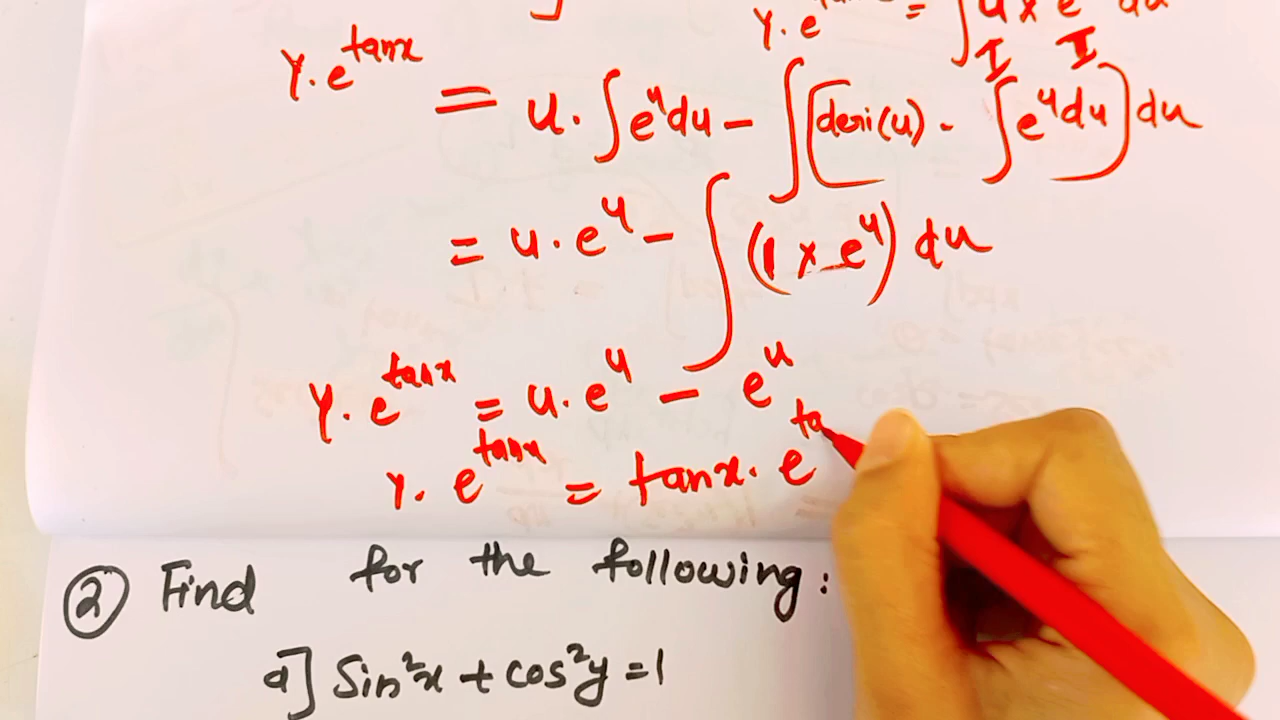 y.e^tanx = ∫u x e^u du
I I
y.e^tanx = u.∫e^u du - ∫[deri(u) - ∫e^u du] du
= u.e^u - ∫(1 x e^u) du
y.e^tanx = u.e^u - e^u
y.e^tanx = tanx.e^ta
② Find for the following:
a] Sin²x + cos²y = 1